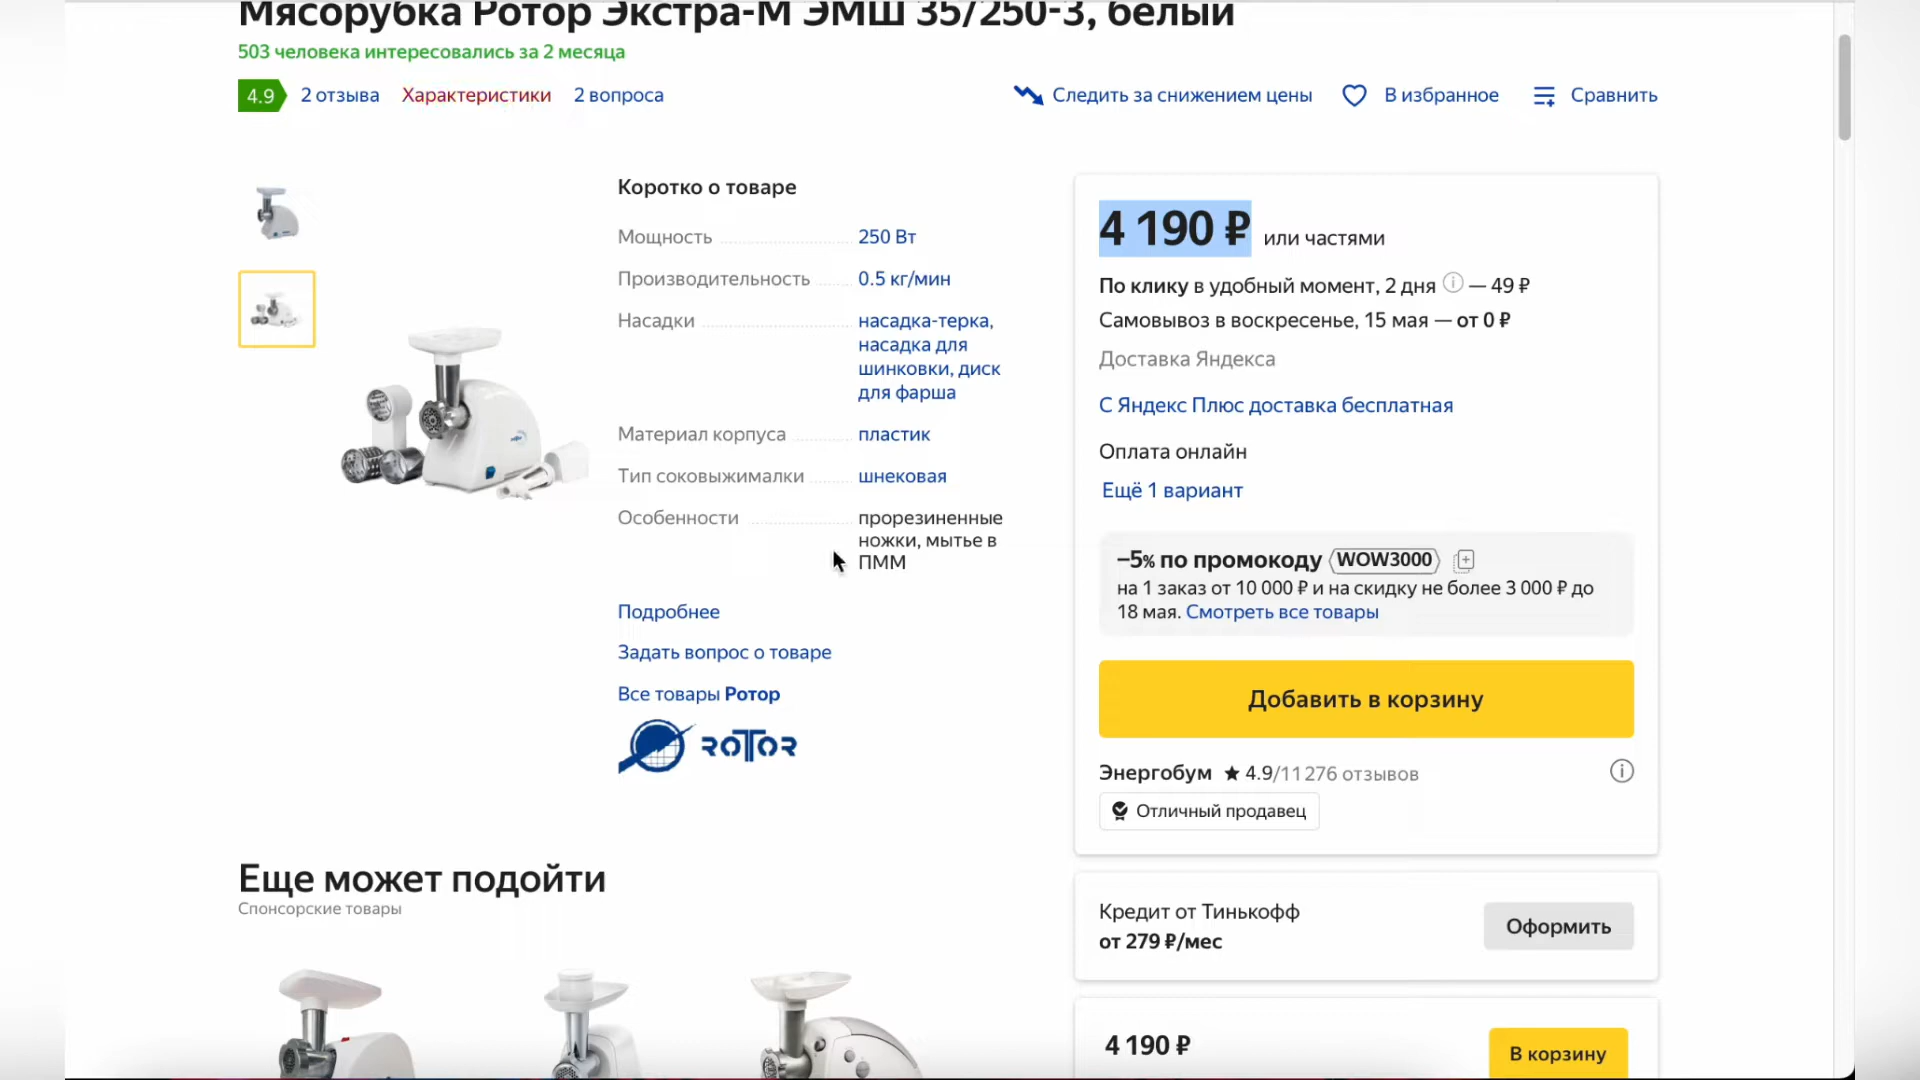 Мясорубка Ротор Экстра-М ЭМШ 35/250-3, белый
503 человека интересовались за 2 месяца
4.9 2 отзыва Характеристики 2 вопроса
Следить за снижением цены В избранное Сравнить
Коротко о товаре
Мощность 250 Вт
Производительность 0.5 кг/мин
Насадки насадка-терка,
насадка для
шинковки, диск
для фарша
Материал корпуса пластик
Тип соковыжималки шнековая
Особенности прорезиненные
ножки, мытье в
ПММ
Подробнее
Задать вопрос о товаре
Все товары Ротор
ROTOR
4 190 ₽ или частями
По клику в удобный момент, 2 дня — 49 ₽
Самовывоз в воскресенье, 15 мая — от 0 ₽
Доставка Яндекса
С Яндекс Плюс доставка бесплатная
Оплата онлайн
Ещё 1 вариант
−5% по промокоду WOW3000
на 1 заказ от 10 000 ₽ и на скидку не более 3 000 ₽ до
18 мая. Смотреть все товары
Добавить в корзину
Энергобум ★ 4.9/11 276 отзывов
Отличный продавец
Кредит от Тинькофф
от 279 ₽/мес
Оформить
4 190 ₽
В корзину
Еще может подойти
Спонсорские товары